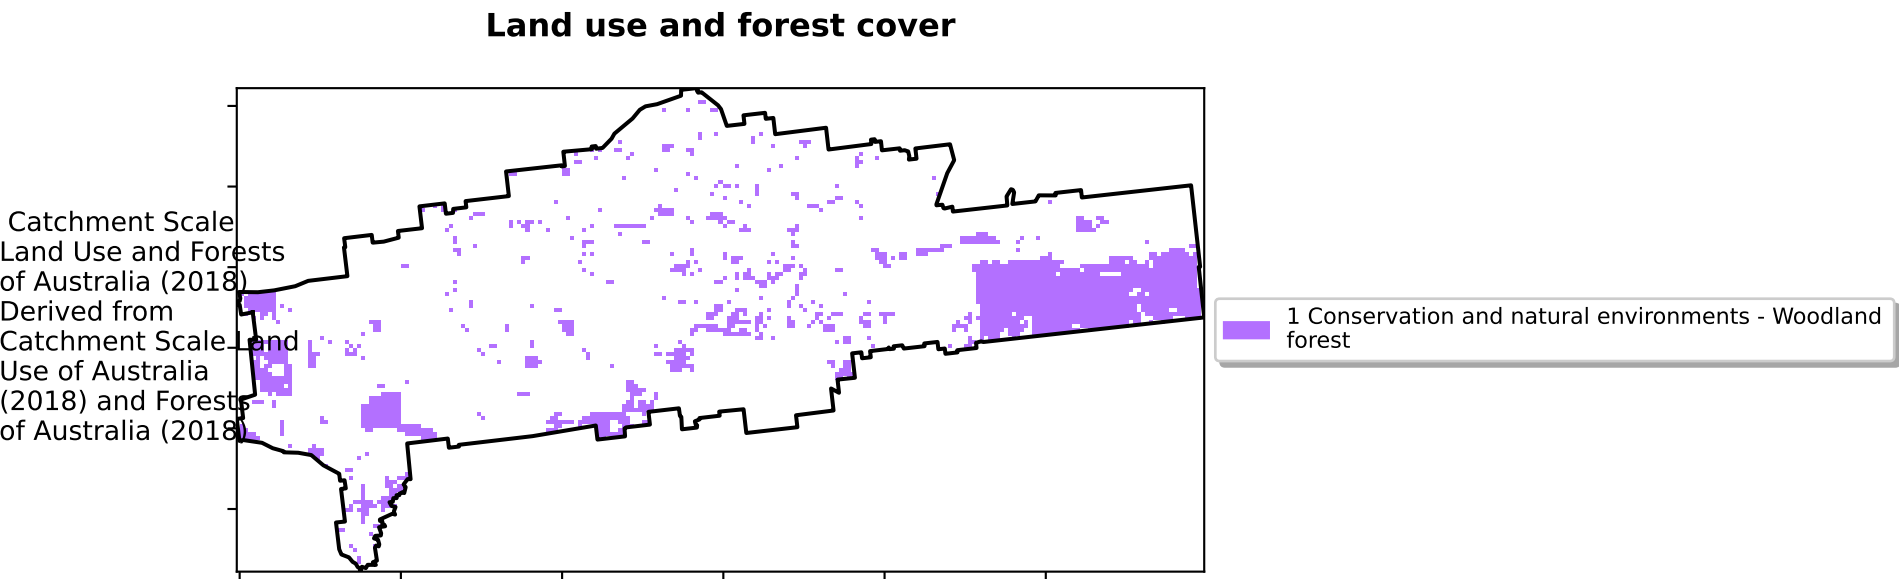 Land use and forest cover
Catchment Scale
Land Use and Forests
of Australia (2018)
Derived from
Catchment Scale Land
Use of Australia
(2018) and Forests
of Australia (2018)
1 Conservation and natural environments - Woodland
forest